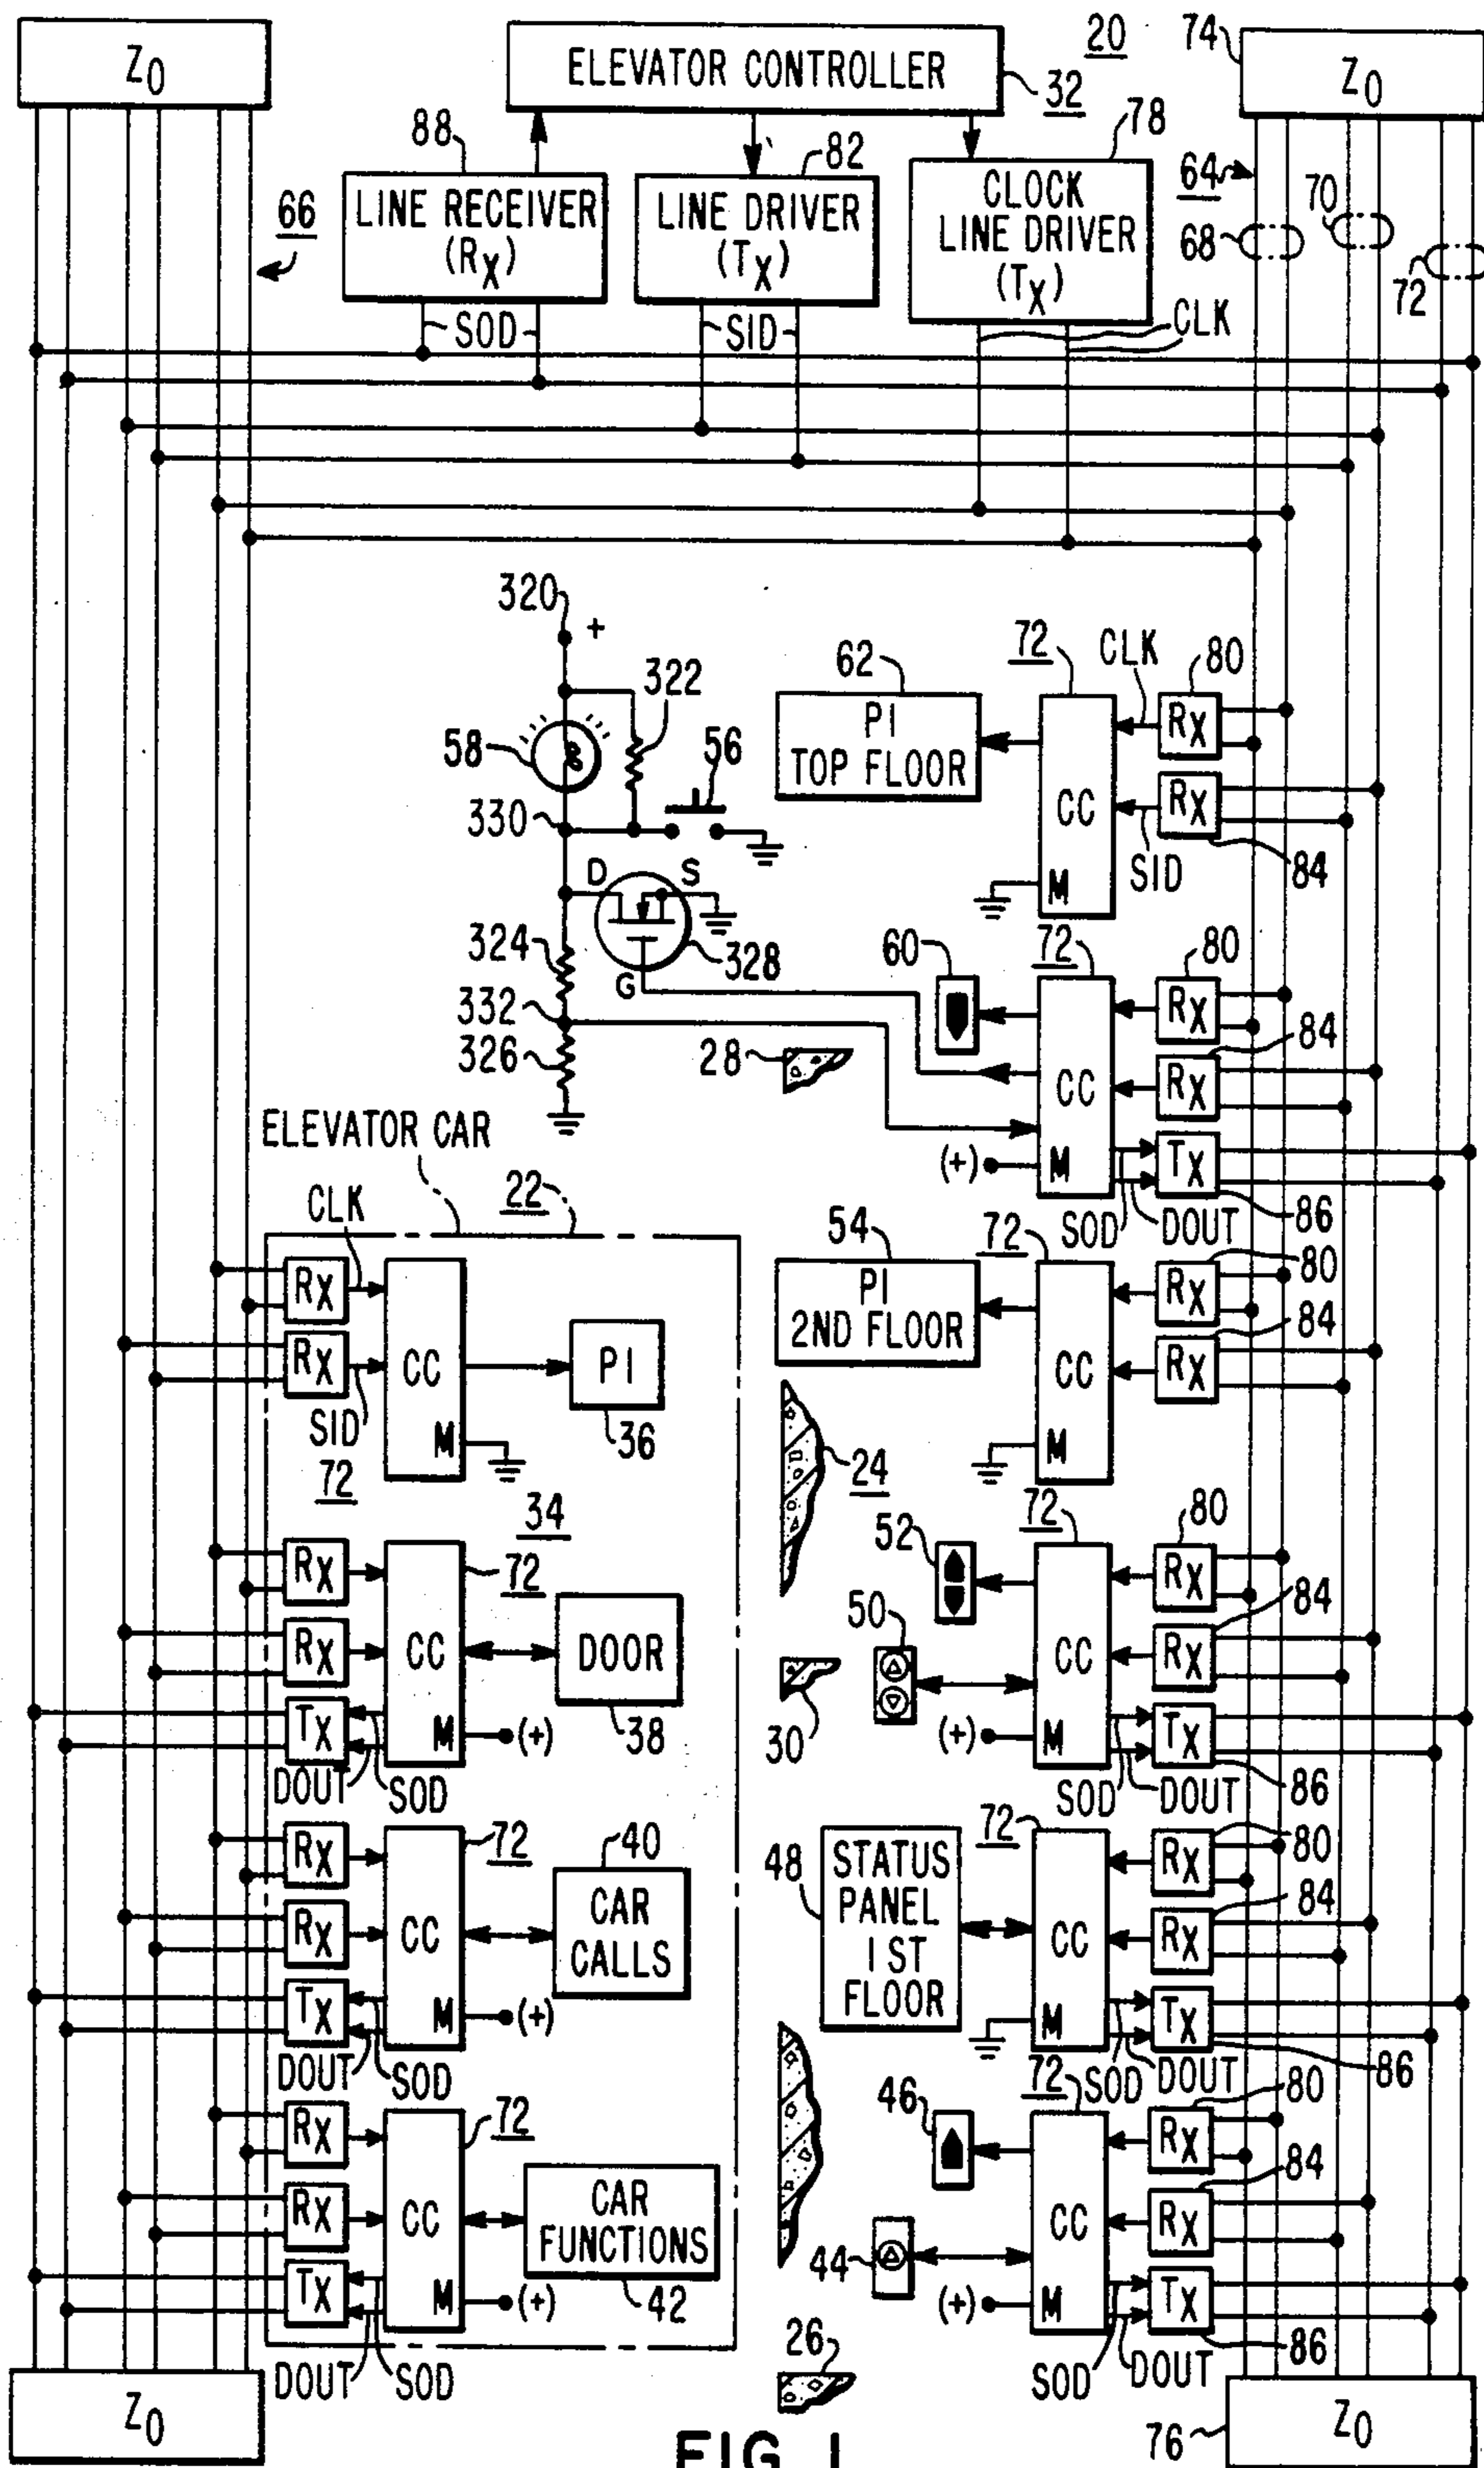 Z0
ELEVATOR CONTROLLER
32
20
74
Z0
88
LINE RECEIVER
(RX)
82
LINE DRIVER
(TX)
78
CLOCK
LINE DRIVER
(TX)
64
70
68
72
66
SOD
SID
CLK
320
+
322
58
56
330
D
S
324
328
G
332
326
28
62
PI
TOP FLOOR
72
CLK
80
RX
CC
RX
SID
84
M
60
72
80
RX
84
CC
RX
(+)
M
TX
SOD
DOUT
86
ELEVATOR CAR
22
CLK
RX
RX
CC
PI
SID
M
36
72
54
PI
2ND FLOOR
72
80
RX
84
CC
RX
M
24
34
RX
72
RX
CC
DOOR
TX
M
(+)
38
DOUT
SOD
52
72
80
RX
50
84
CC
RX
30
(+)
M
TX
SOD
DOUT
86
RX
72
40
RX
CC
CAR
CALLS
TX
M
(+)
DOUT
SOD
48
STATUS
PANEL
1ST
FLOOR
72
80
RX
84
CC
RX
M
TX
SOD
DOUT
86
RX
72
RX
CC
CAR
FUNCTIONS
TX
M
(+)
42
DOUT
SOD
46
72
80
RX
84
CC
RX
44
(+)
M
TX
SOD
DOUT
86
26
Z0
76
Z0
FIG. 1